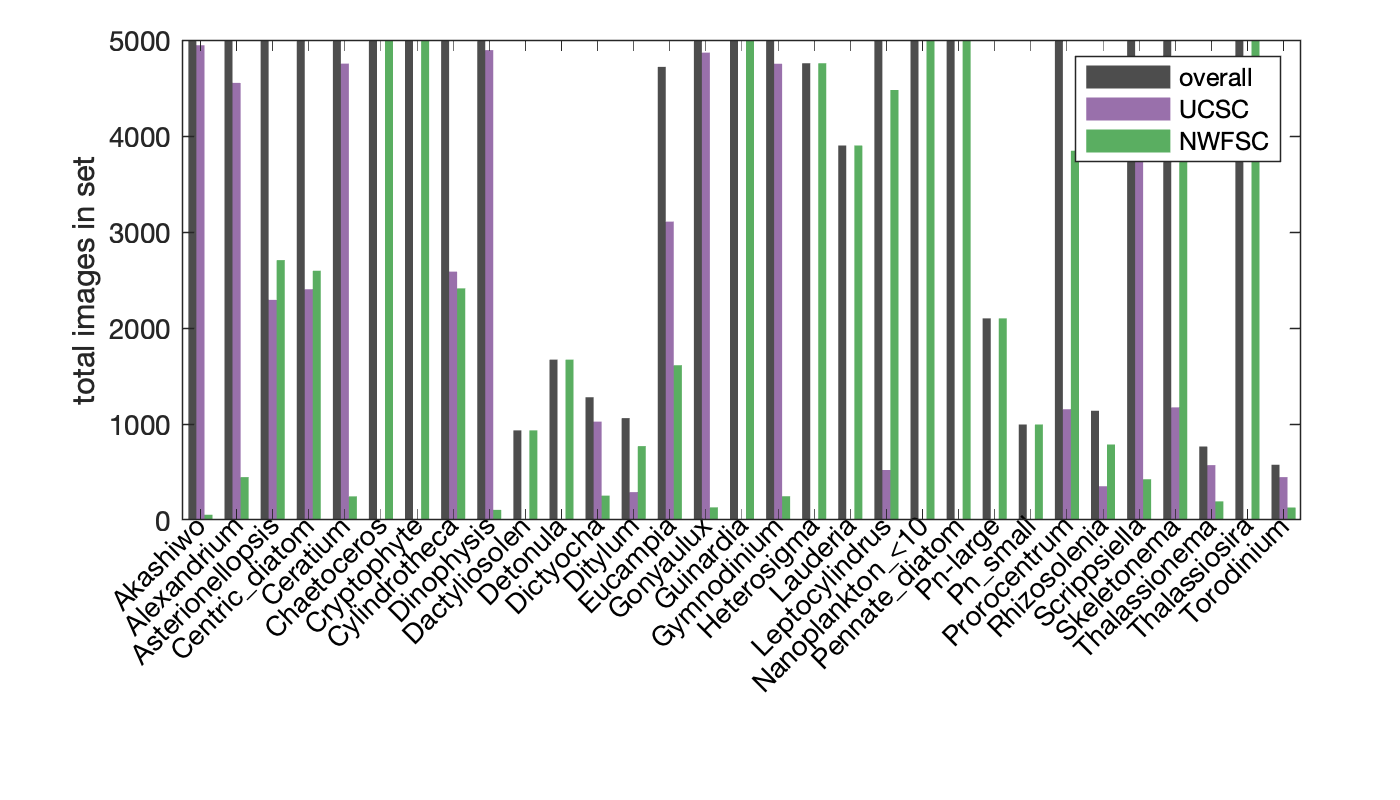 5000
4000
3000
2000
1000
0
total images in set
overall
UCSC
NWFSC
Akashiwo
Alexandrium
Asterionellopsis
Centric_diatom
Ceratium
Chaetoceros
Cryptophyte
Cylindrotheca
Dinophysis
Dactyliosolen
Detonula
Dictyocha
Ditylum
Eucampia
Gonyaulux
Guinardia
Gymnodinium
Heterosigma
Lauderia
Leptocylindrus
Nanoplankton_<10
Pennate_diatom
Pn-large
Pn_small
Prorocentrum
Rhizosolenia
Scrippsiella
Skeletonema
Thalassionema
Thalassiosira
Torodinium